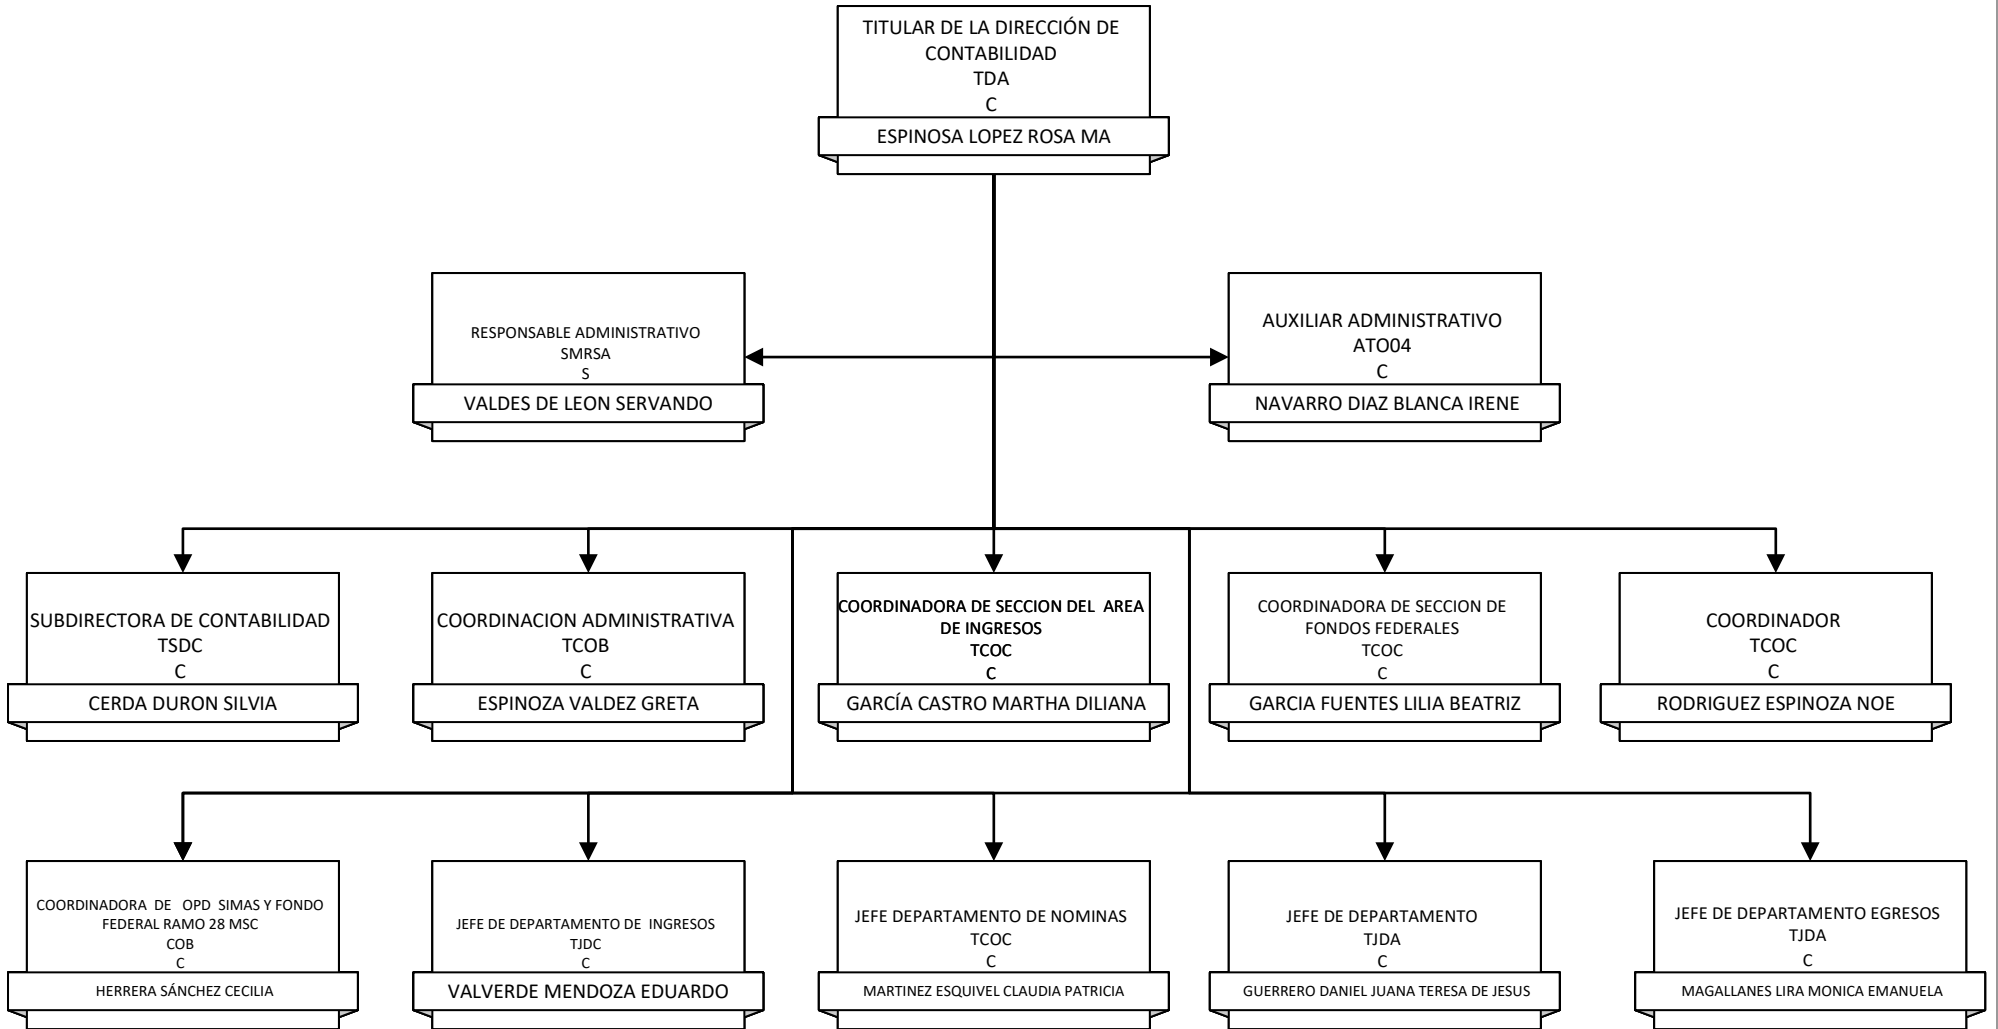 TITULAR DE LA DIRECCIÓN DE
CONTABILIDAD
TDA
C
ESPINOSA LOPEZ ROSA MA
RESPONSABLE ADMINISTRATIVO
SMRSA
S
VALDES DE LEON SERVANDO
AUXILIAR ADMINISTRATIVO
ATO04
C
NAVARRO DIAZ BLANCA IRENE
SUBDIRECTORA DE CONTABILIDAD
TSDC
C
CERDA DURON SILVIA
COORDINACION ADMINISTRATIVA
TCOB
C
ESPINOZA VALDEZ GRETA
COORDINADORA DE SECCION DEL AREA
DE INGRESOS
TCOC
C
GARCÍA CASTRO MARTHA DILIANA
COORDINADORA DE SECCION DE
FONDOS FEDERALES
TCOC
C
GARCIA FUENTES LILIA BEATRIZ
COORDINADOR
TCOC
C
RODRIGUEZ ESPINOZA NOE
COORDINADORA DE OPD SIMAS Y FONDO
FEDERAL RAMO 28 MSC
COB
C
HERRERA SÁNCHEZ CECILIA
JEFE DE DEPARTAMENTO DE INGRESOS
TJDC
C
VALVERDE MENDOZA EDUARDO
JEFE DEPARTAMENTO DE NOMINAS
TCOC
C
MARTINEZ ESQUIVEL CLAUDIA PATRICIA
JEFE DE DEPARTAMENTO
TJDA
C
GUERRERO DANIEL JUANA TERESA DE JESUS
JEFE DE DEPARTAMENTO EGRESOS
TJDA
C
MAGALLANES LIRA MONICA EMANUELA